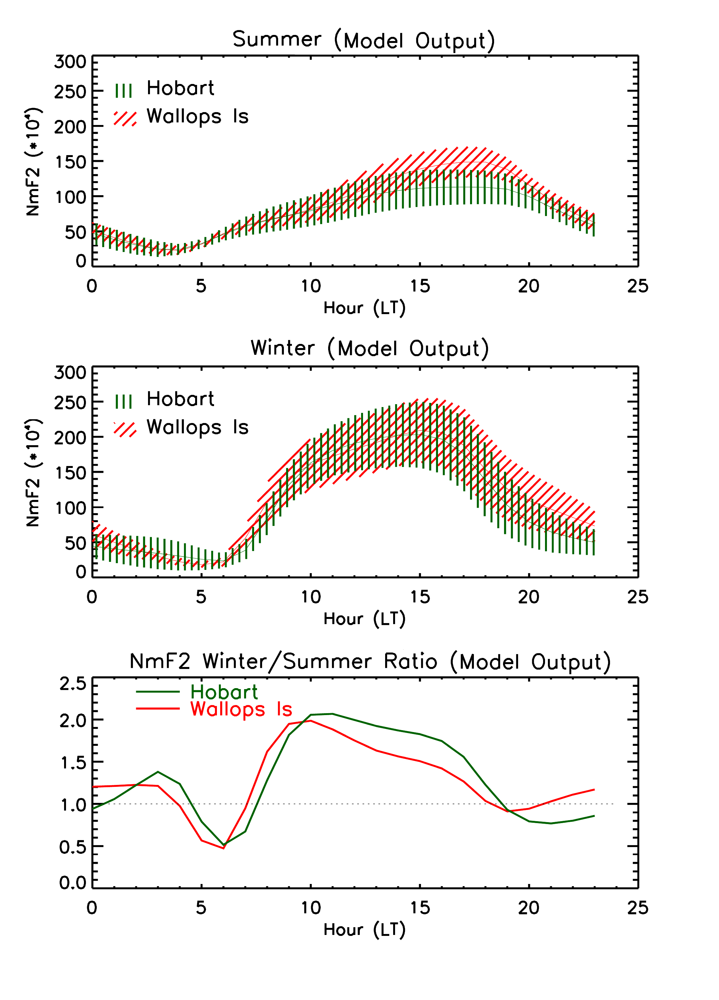 Summer (Model Output)
300
250
200
150
100
50
0
NmF2 (*10⁴)
Hobart
Wallops Is
0 5 10 15 20 25
Hour (LT)
Winter (Model Output)
300
250
200
150
100
50
0
NmF2 (*10⁴)
Hobart
Wallops Is
0 5 10 15 20 25
Hour (LT)
NmF2 Winter/Summer Ratio (Model Output)
2.5
2.0
1.5
1.0
0.5
0.0
Hobart
Wallops Is
0 5 10 15 20 25
Hour (LT)